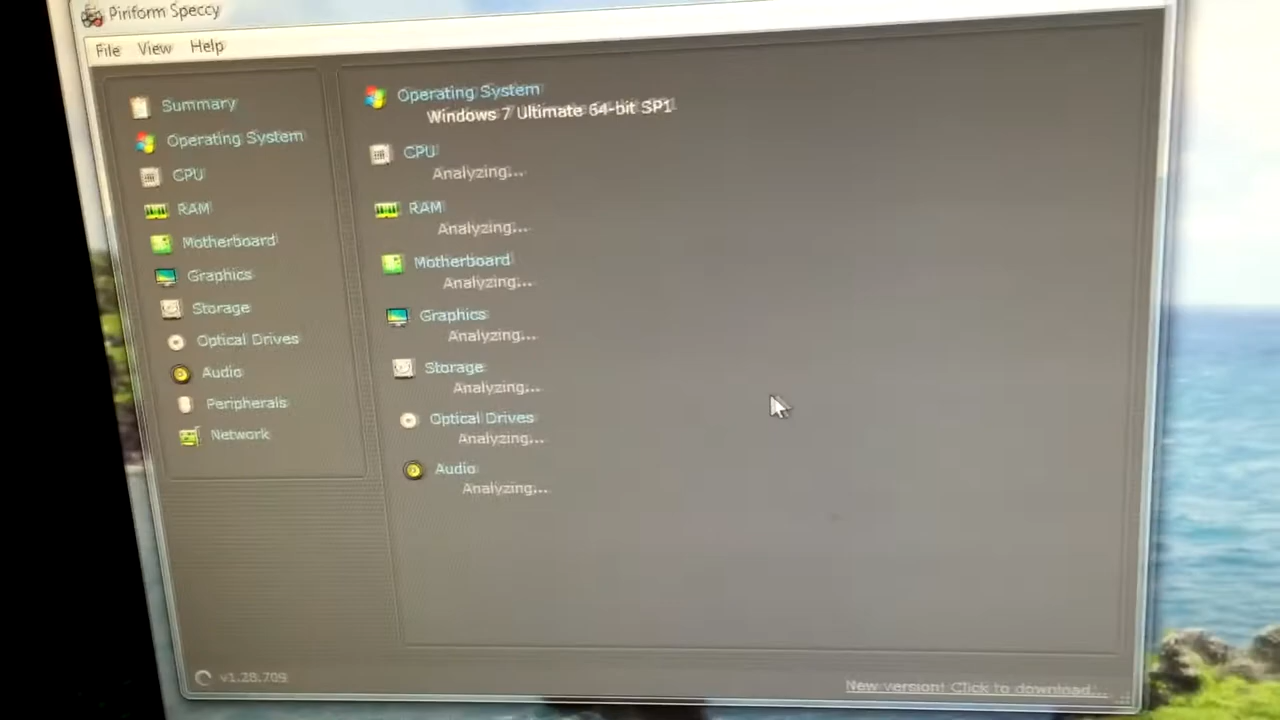 Piriform Speccy
File View Help
Summary
Operating System
CPU
RAM
Motherboard
Graphics
Storage
Optical Drives
Audio
Peripherals
Network
Operating System
Windows 7 Ultimate 64-bit SP1
CPU
Analyzing...
RAM
Analyzing...
Motherboard
Analyzing...
Graphics
Analyzing...
Storage
Analyzing...
Optical Drives
Analyzing...
Audio
Analyzing...
v1.28.709
New version! Click to download...